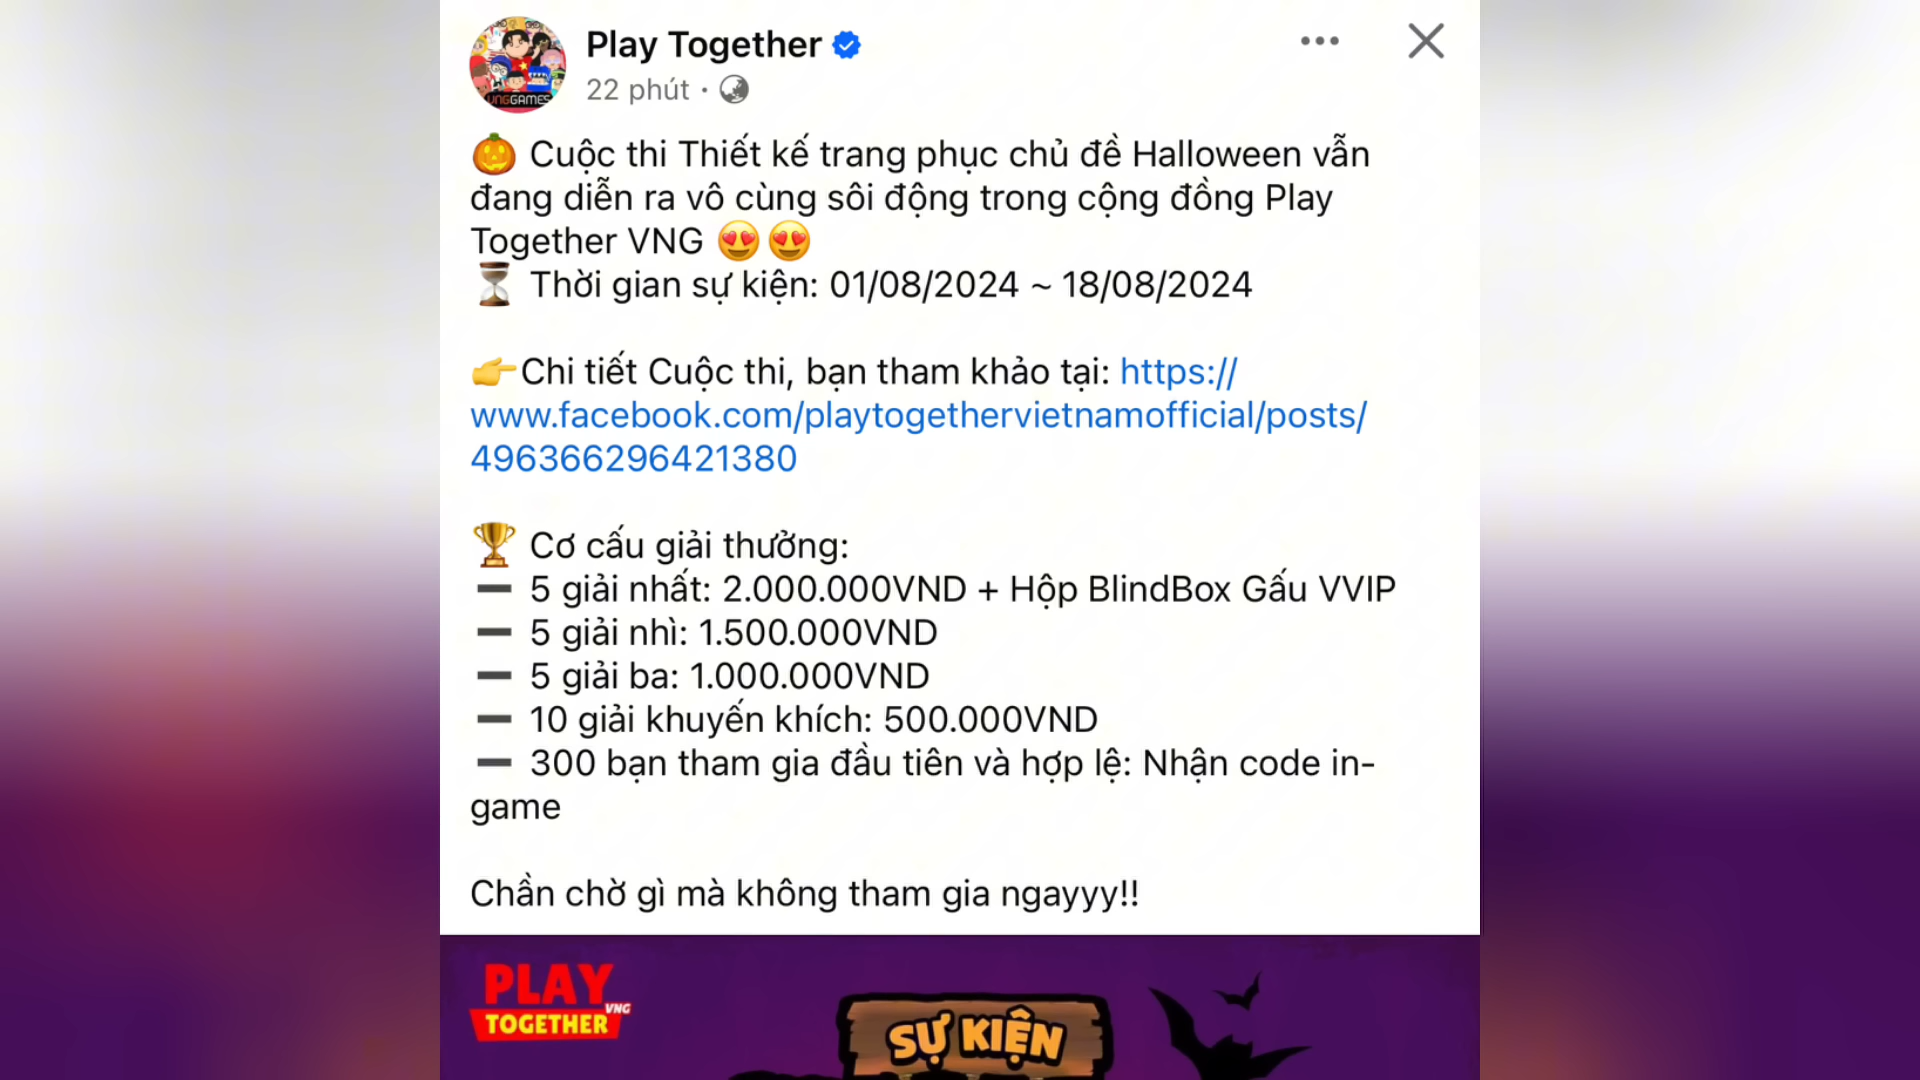 Play Together
22 phút ·
VNGGAMES
🎃 Cuộc thi Thiết kế trang phục chủ đề Halloween vẫn
đang diễn ra vô cùng sôi động trong cộng đồng Play
Together VNG 😍😍
⏳ Thời gian sự kiện: 01/08/2024 ~ 18/08/2024
👉Chi tiết Cuộc thi, bạn tham khảo tại: https://
www.facebook.com/playtogethervietnamofficial/posts/
496366296421380
🏆 Cơ cấu giải thưởng:
➖ 5 giải nhất: 2.000.000VND + Hộp BlindBox Gấu VVIP
➖ 5 giải nhì: 1.500.000VND
➖ 5 giải ba: 1.000.000VND
➖ 10 giải khuyến khích: 500.000VND
➖ 300 bạn tham gia đầu tiên và hợp lệ: Nhận code in-
game
Chần chờ gì mà không tham gia ngayyy!!
PLAY
VNG
TOGETHER
SỰ KIỆN